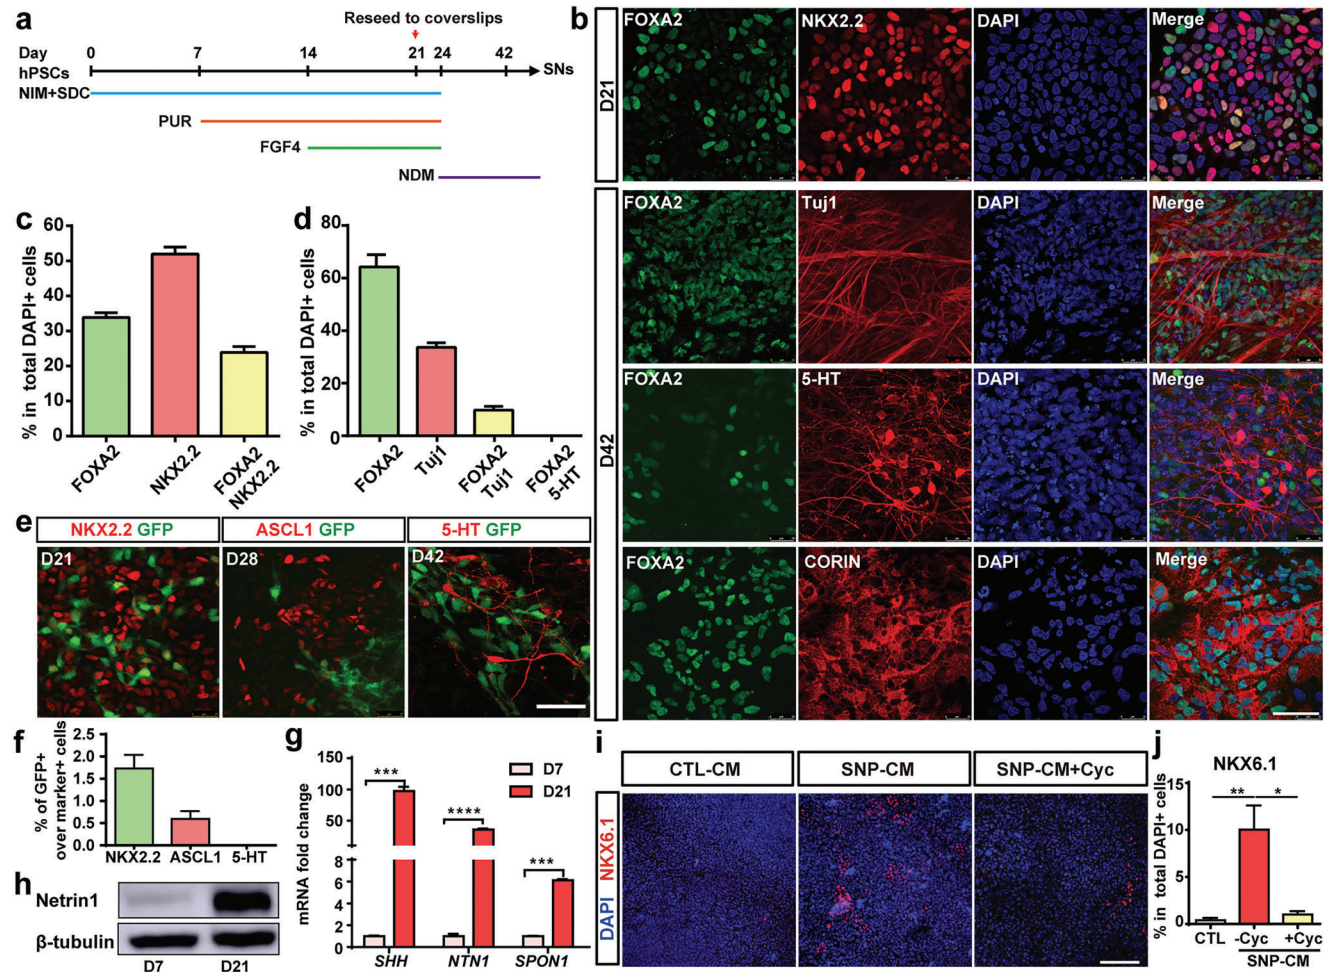 a
Reseed to coverslips
Day 0 7 14 21 24 42
hPSCs SNs
NIM+SDC
PUR
FGF4
NDM
b
D21
FOXA2 NKX2.2 DAPI Merge
D42
FOXA2 Tuj1 DAPI Merge
FOXA2 5-HT DAPI Merge
FOXA2 CORIN DAPI Merge
c
% in total DAPI+ cells
60
50
40
30
20
10
0
FOXA2
NKX2.2
FOXA2
NKX2.2
d
% in total DAPI+ cells
80
60
40
20
0
FOXA2
Tuj1
FOXA2
Tuj1
FOXA2
5-HT
e
NKX2.2 GFP ASCL1 GFP 5-HT GFP
D21 D28 D42
f
% of GFP+
over marker+ cells
2.5
2.0
1.5
1.0
0.5
0.0
NKX2.2 ASCL1 5-HT
g
mRNA fold change
D7
D21
150
100
50
8
6
4
2
0
*** **** ***
SHH NTN1 SPON1
h
Netrin1
β-tubulin
D7 D21
i
CTL-CM SNP-CM SNP-CM+Cyc
DAPI NKX6.1
j
NKX6.1
% in total DAPI+ cells
15
10
5
0
** *
CTL -Cyc +Cyc
SNP-CM